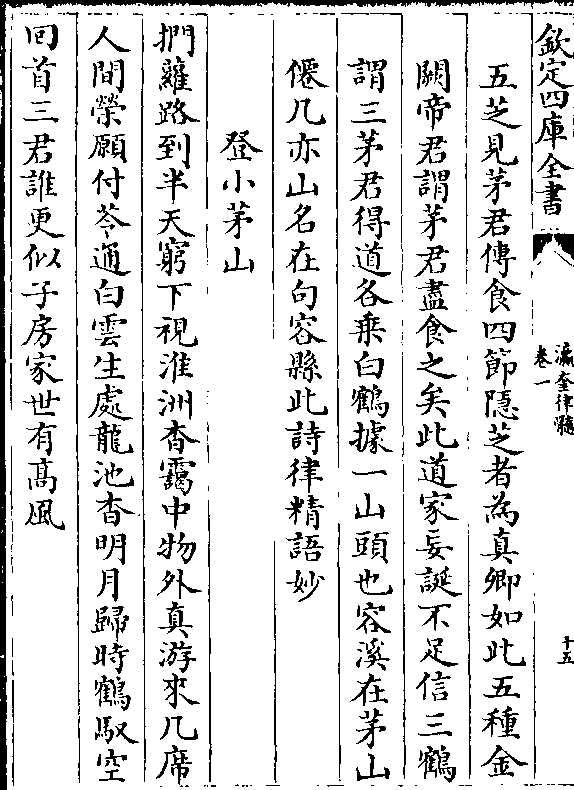 欽定四庫全書
瀛奎律髓
卷一
十五
五芝見茅君傳食四節隱芝者為真卿如此五種金
闕帝君謂茅君盡食之矣此道家妄誕不足信三鶴
謂三茅君得道各乗白鶴據一山頭也容溪在茅山
僊几亦山名在句容縣此詩律精語妙
登小茅山
捫蘿路到半天窮下視淮洲杳靄中物外真游來几席
人間榮願付苓通白雲生處龍池杳明月歸時鶴馭空
回首三君誰更似子房家世有髙風